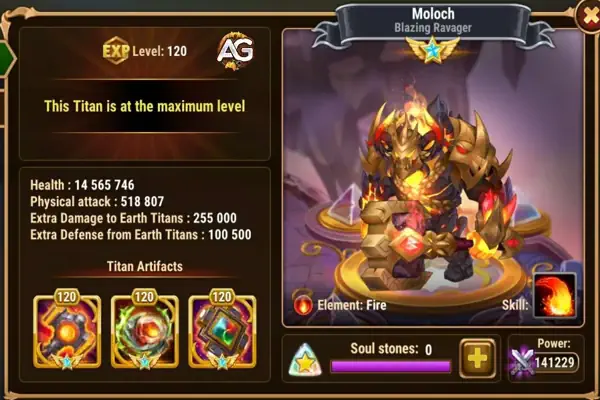 Moloch
Blazing Ravager
EXP Level: 120
AG
This Titan is at the maximum level
Health : 14 565 746
Physical attack : 518 807
Extra Damage to Earth Titans : 255 000
Extra Defense from Earth Titans : 100 500
Titan Artifacts
120 120 120
Element: Fire
Skill:
Soul stones: 0
Power:
141229